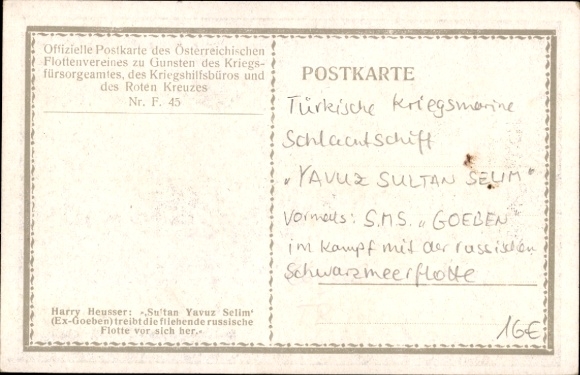 Offizielle Postkarte des Österreichischen
Flottenvereines zu Gunsten des Kriegs-
fürsorgeamtes, des Kriegshilfsbüros und
des Roten Kreuzes
Nr. F. 45
Harry Heusser: »‚Su'tan Yavuz Selim‘
(Ex-Goeben) treibt die fliehende russische
Flotte vor sich her.«
POSTKARTE
Türkische Kriegsmarine
Schlachtschiff
„YAVUZ SULTAN SELIM"
Vormals: S.M.S. „GOEBEN"
im Kampf mit der russischen
Schwarzmeerflotte
16€